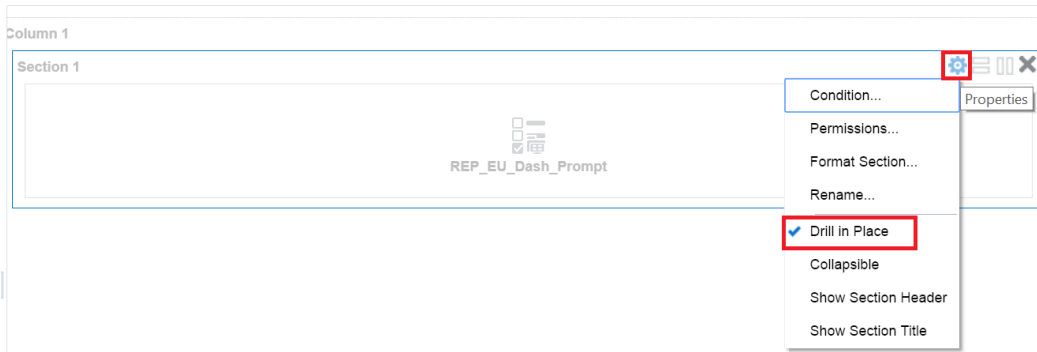 Column 1
Section 1
Condition...
Properties
Permissions...
REP_EU_Dash_Prompt
Format Section...
Rename...
Drill in Place
Collapsible
Show Section Header
Show Section Title